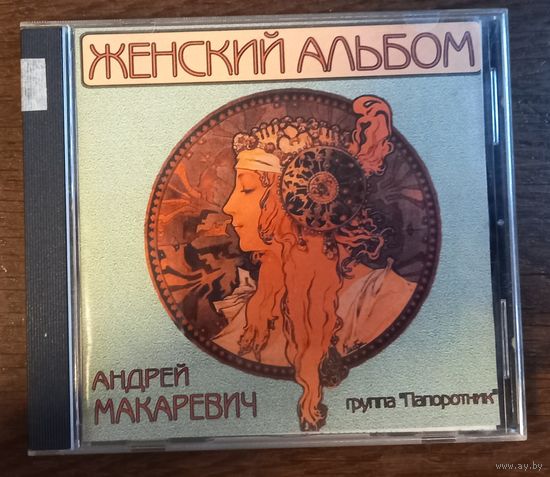 ЖЕНСКИЙ АЛЬБОМ
АНДРЕЙ
МАКАРЕВИЧ
группа "Папоротник"
www.ay.by